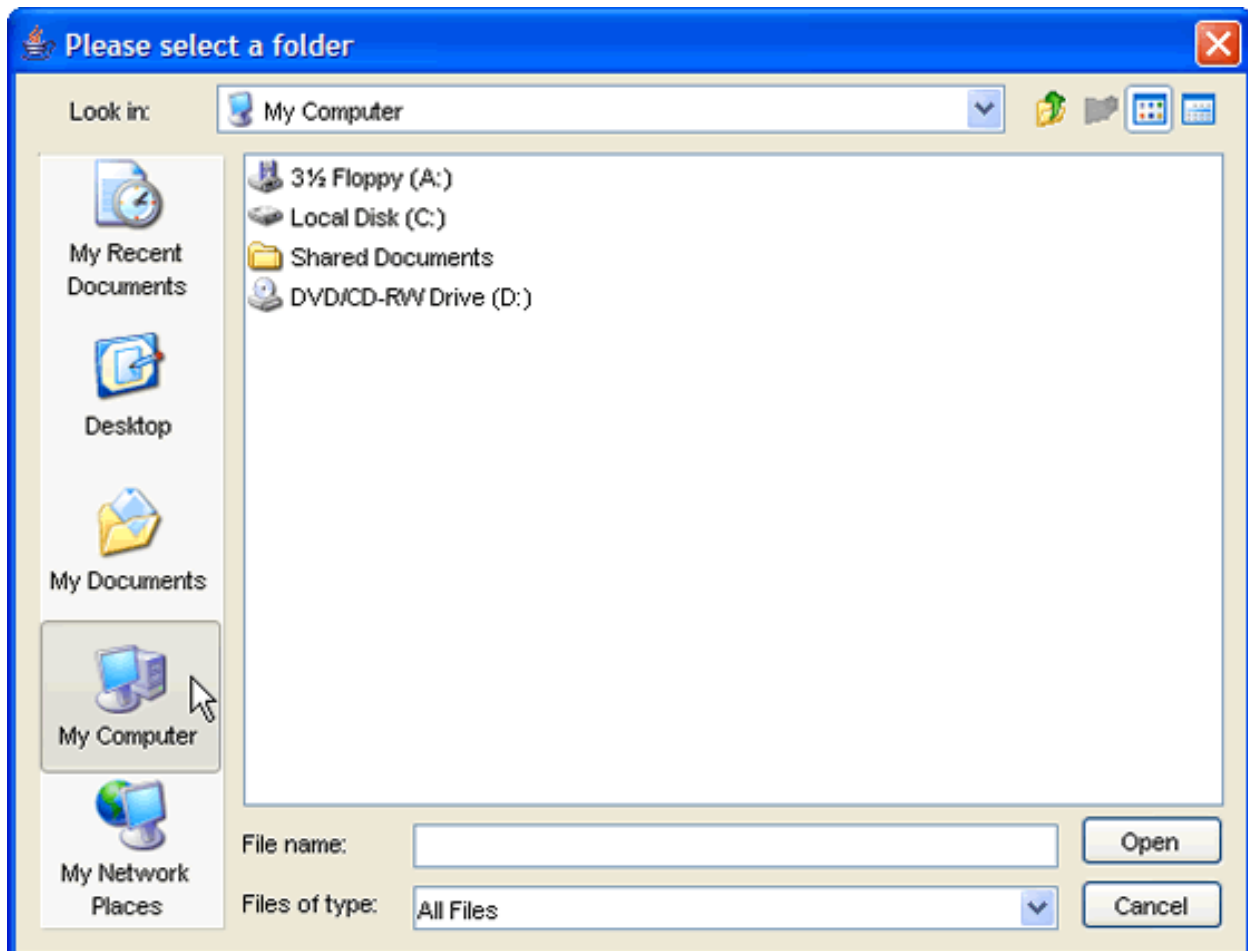 Please select a folder
Look in:
My Computer
3½ Floppy (A:)
Local Disk (C:)
Shared Documents
DVD/CD-RW Drive (D:)
My Recent
Documents
Desktop
My Documents
My Computer
My Network
Places
File name:
Open
Files of type:
All Files
Cancel